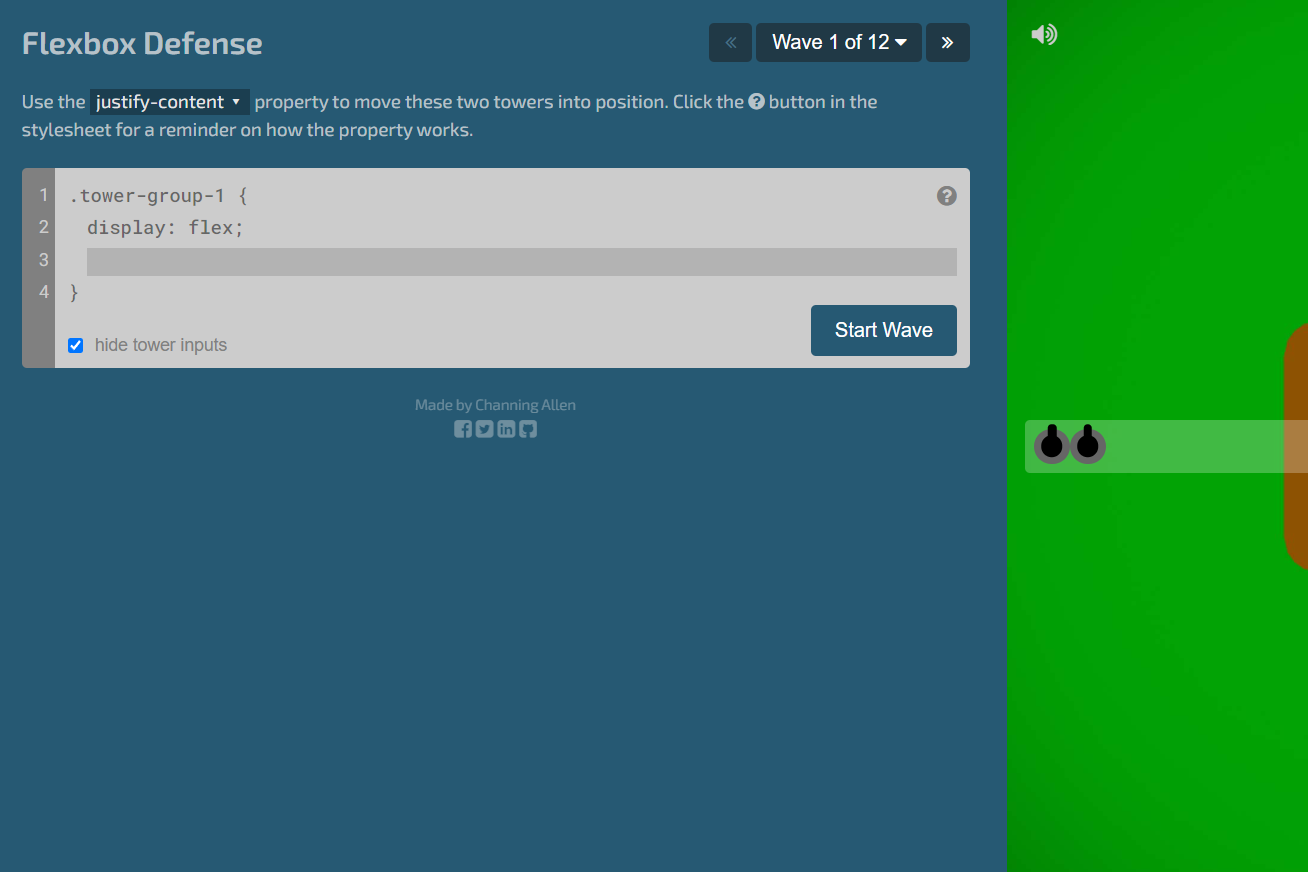 Flexbox Defense
« Wave 1 of 12 »
Use the justify-content property to move these two towers into position. Click the ? button in the
stylesheet for a reminder on how the property works.
1 .tower-group-1 { ?
2 display: flex;
3
4 }
Start Wave
hide tower inputs
Made by Channing Allen